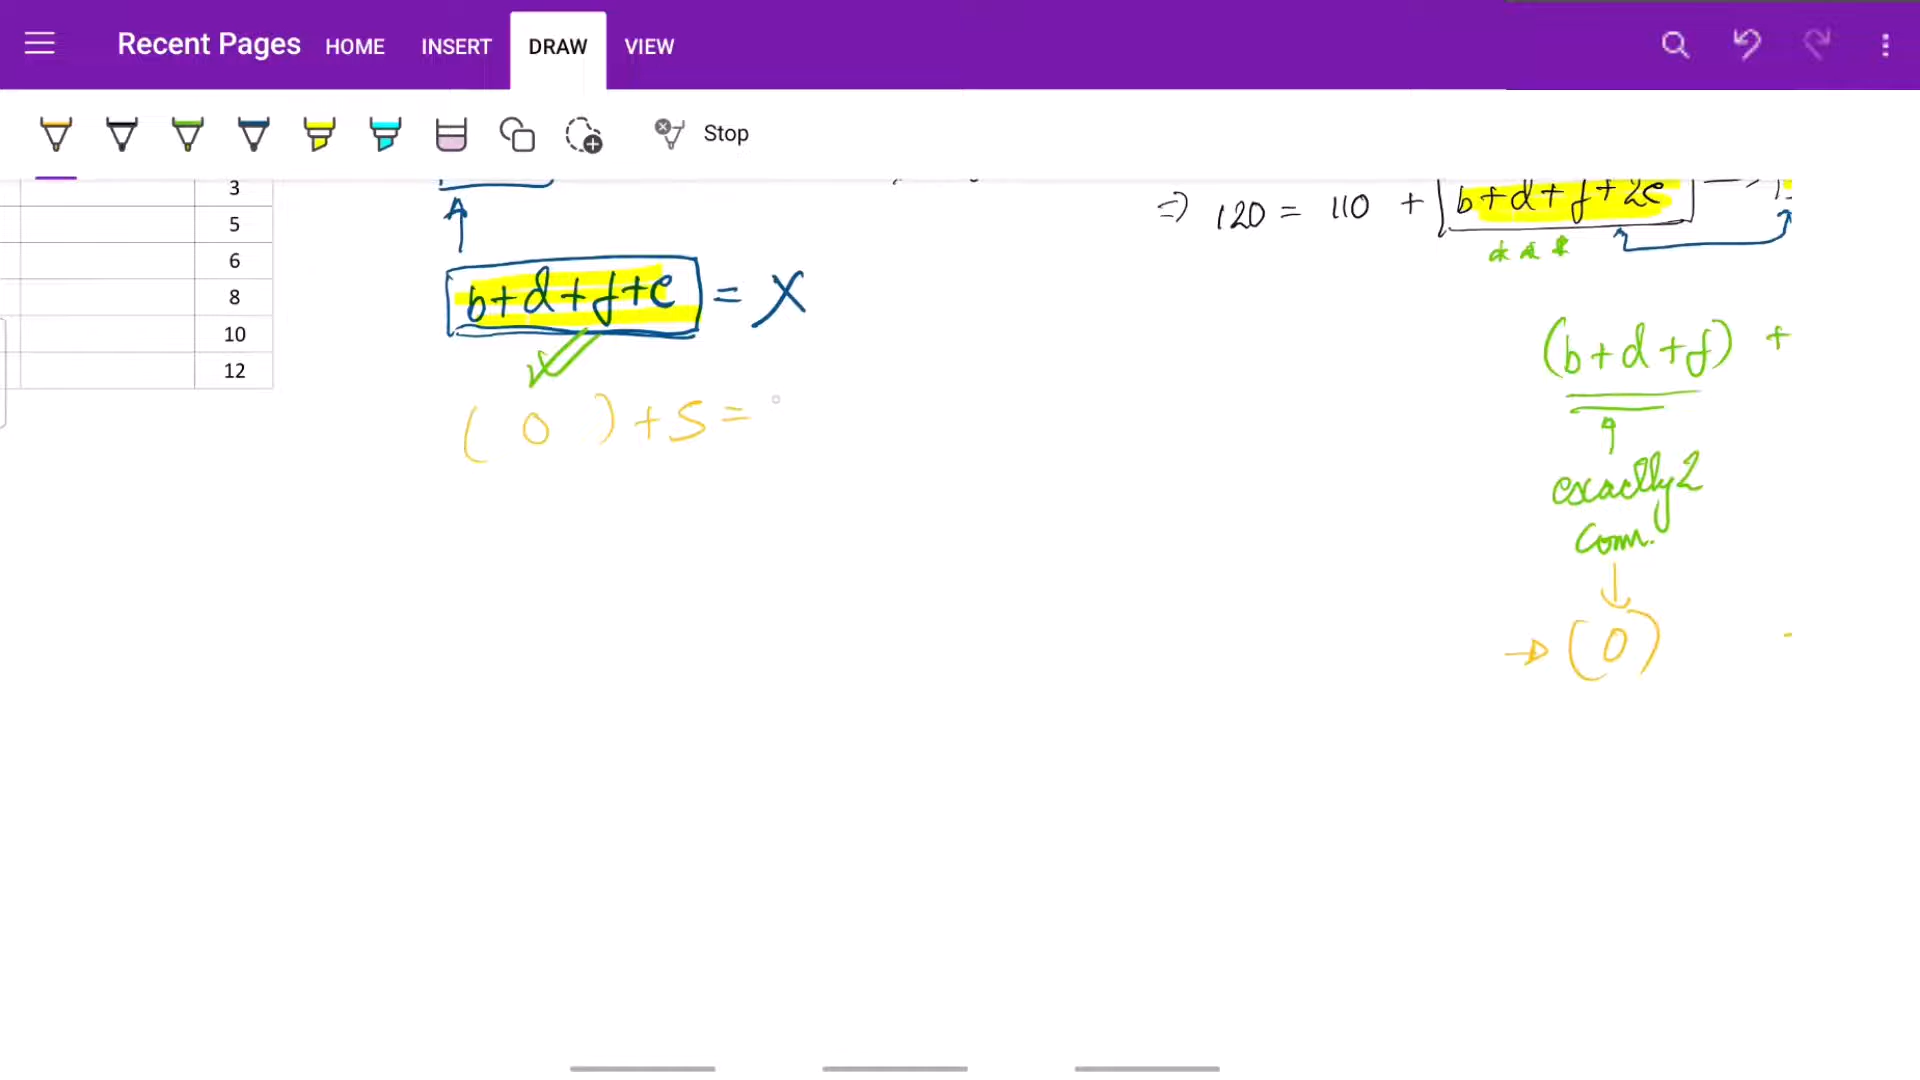 Recent Pages HOME INSERT DRAW VIEW
Stop
3
5
6
8
10
12
b+d+f+e = X
( 0 ) + 5 =
⇒ 120 = 110 + b+d+f+2e
(b+d+f) +
exactly 2
Com.
→ (0)